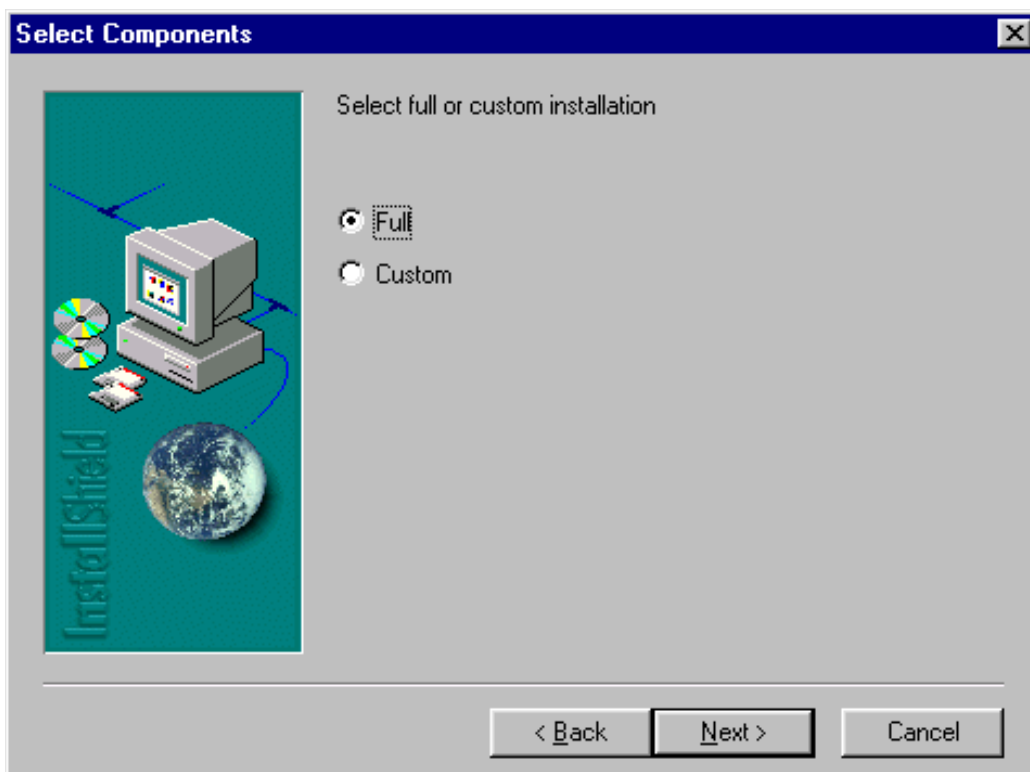 Select Components
Select full or custom installation
Full
Custom
InstallShield
< Back
Next >
Cancel